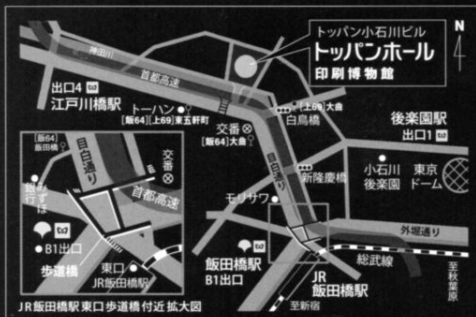 トッパン小石川ビル
トッパンホール
印刷博物館
N
4
神田川
首都高速
出口4
江戸川橋駅
トーハン
[飯64][上69]東五軒町
[上69]大曲
白鳥橋
後楽園駅
出口1
交番
[飯64]大曲
目白通り
新隆慶橋
小石川
後楽園
東京
ドーム
モリサワ
外堀通り
飯田橋駅
B1出口
総武線
JR
飯田橋駅
至新宿
至秋葉原
[飯64]
飯田橋
目白通り
交番
首都高速
みずほ
銀行
B1出口
歩道橋
東口
JR飯田橋駅
JR飯田橋駅東口歩道橋付近拡大図